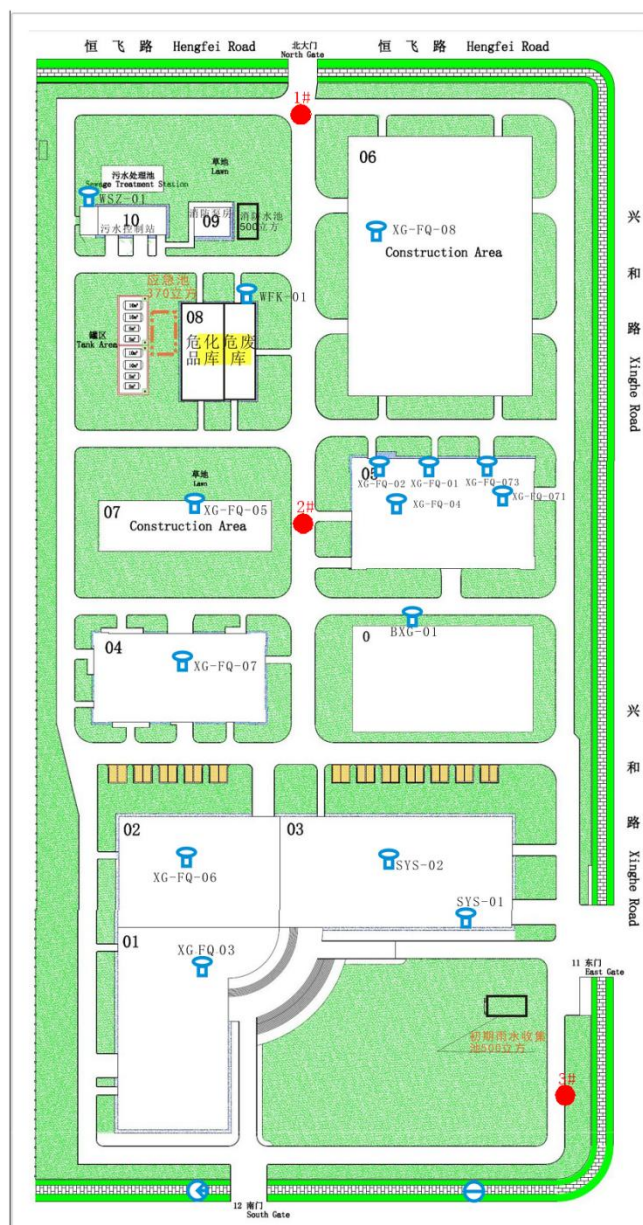 恒 飞 路 Hengfei Road
北大门
North Gate
恒 飞 路 Hengfei Road
1#
06
草地
Lawn
污水处理池
Sewage Treatment Station
WSZ-01
10
污水控制站
消防泵房
09
消防水池
500立方
XG-FQ-08
Construction Area
兴 和 路 Xinghe Road
应急池
370立方
WFK-01
罐区
Tank Area
08
危化品库
危废库
草地
Lawn
05
XG-FQ-02
XG-FQ-01
XG-FQ-073
XG-FQ-04
XG-FQ-071
XG-FQ-05
2#
07
Construction Area
BXG-01
0
04
XG-FQ-07
兴 和 路 Xinghe Road
02
03
XG-FQ-06
SYS-02
SYS-01
01
XG FQ 03
11 东门
East Gate
初期雨水收集
池500立方
3#
12 南门
South Gate